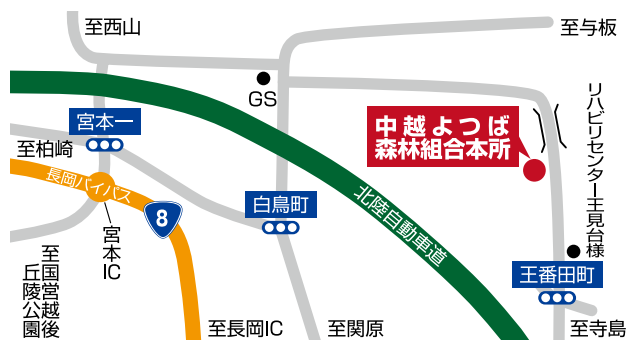 至西山
至与板
GS
リハビリセンター王見台様
中越よつば
森林組合本所
宮本一
至柏崎
長岡バイパス
8
白鳥町
北陸自動車道
宮本IC
至国営越後
丘陵公園
王番田町
至長岡IC
至関原
至寺島